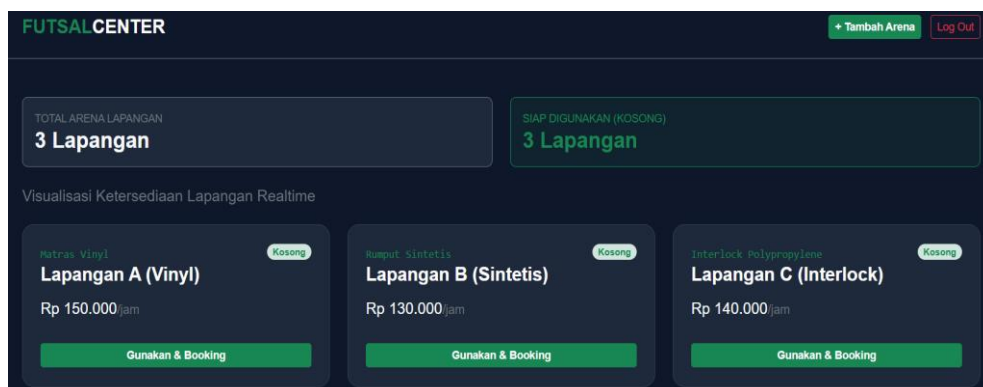 FUTSALCENTER
+ Tambah Arena
Log Out
TOTAL ARENA LAPANGAN
3 Lapangan
SIAP DIGUNAKAN (KOSONG)
3 Lapangan
Visualisasi Ketersediaan Lapangan Realtime
Matras Vinyl
Kosong
Lapangan A (Vinyl)
Rp 150.000/jam
Gunakan & Booking
Rumput Sintetis
Kosong
Lapangan B (Sintetis)
Rp 130.000/jam
Gunakan & Booking
Interlock Polypropylene
Kosong
Lapangan C (Interlock)
Rp 140.000/jam
Gunakan & Booking